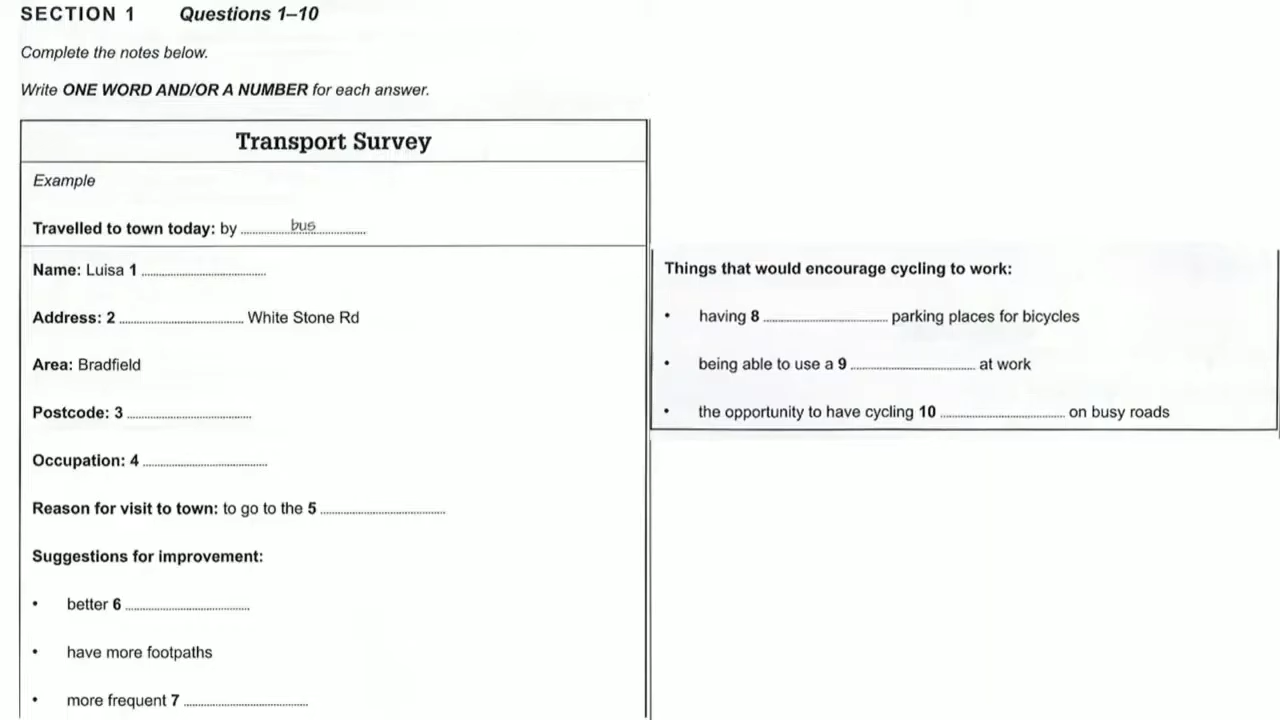 SECTION 1 Questions 1–10
Complete the notes below.
Write ONE WORD AND/OR A NUMBER for each answer.
Transport Survey
Example
Travelled to town today: by ........ bus ........
Name: Luisa 1 ........
Address: 2 ........ White Stone Rd
Area: Bradfield
Postcode: 3 ........
Occupation: 4 ........
Reason for visit to town: to go to the 5 ........
Suggestions for improvement:
• better 6 ........
• have more footpaths
• more frequent 7 ........
Things that would encourage cycling to work:
• having 8 ........ parking places for bicycles
• being able to use a 9 ........ at work
• the opportunity to have cycling 10 ........ on busy roads